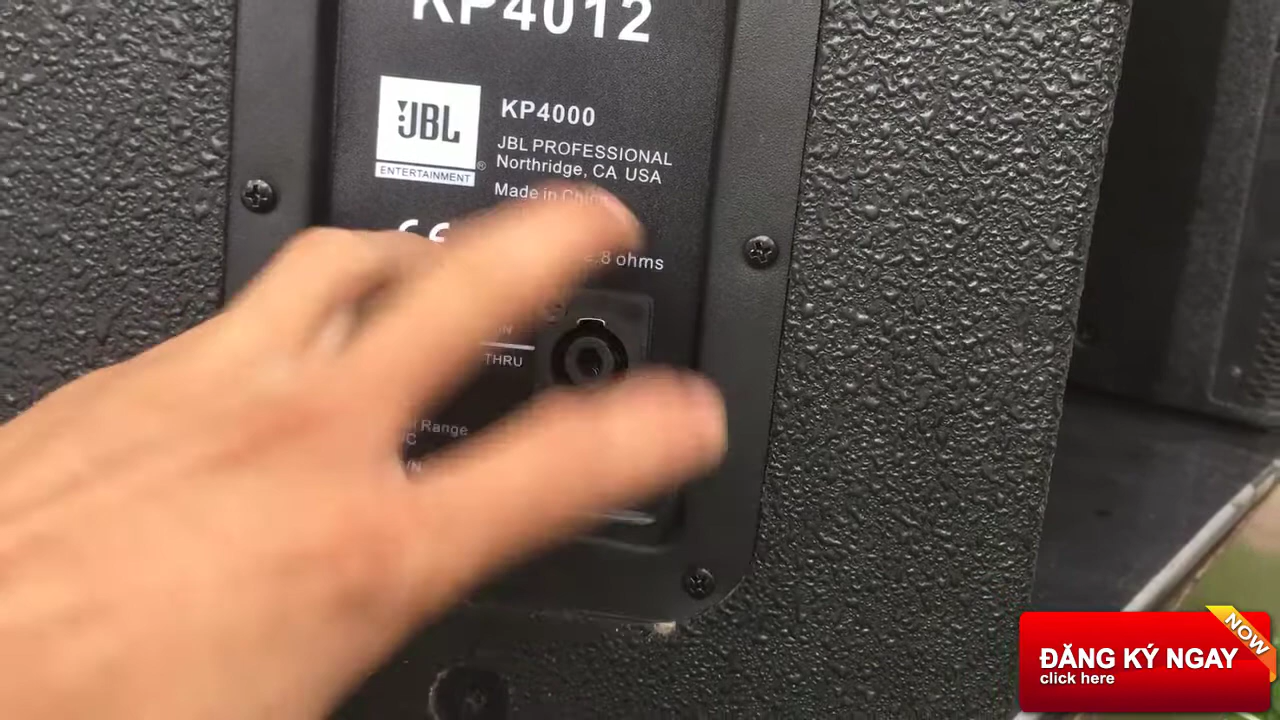 KP4012
JBL
ENTERTAINMENT
KP4000
JBL PROFESSIONAL
Northridge, CA USA
Made in China
CE
8 ohms
THRU
Range
NOW
ĐĂNG KÝ NGAY
click here